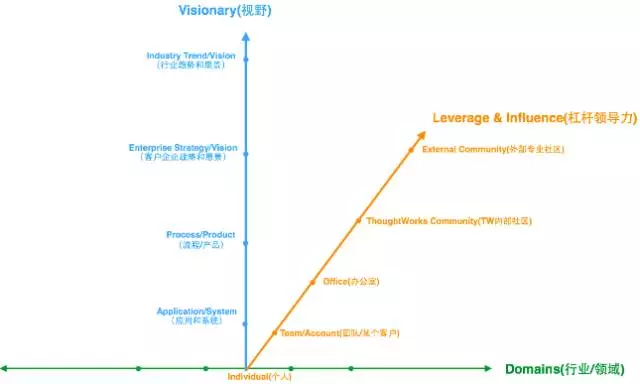 Visionary(视野)
Industry Trend/Vision
（行业趋势和愿景）
Leverage & Influence(杠杆领导力)
External Community(外部专业社区)
Enterprise Strategy/Vision
（客户企业战略和愿景）
ThoughtWorks Community(TW内部社区)
Process/Product
（流程/产品）
Office(办公室)
Application/System
（应用和系统）
Team/Account(团队/某个客户)
Individual(个人)
Domains(行业/领域)